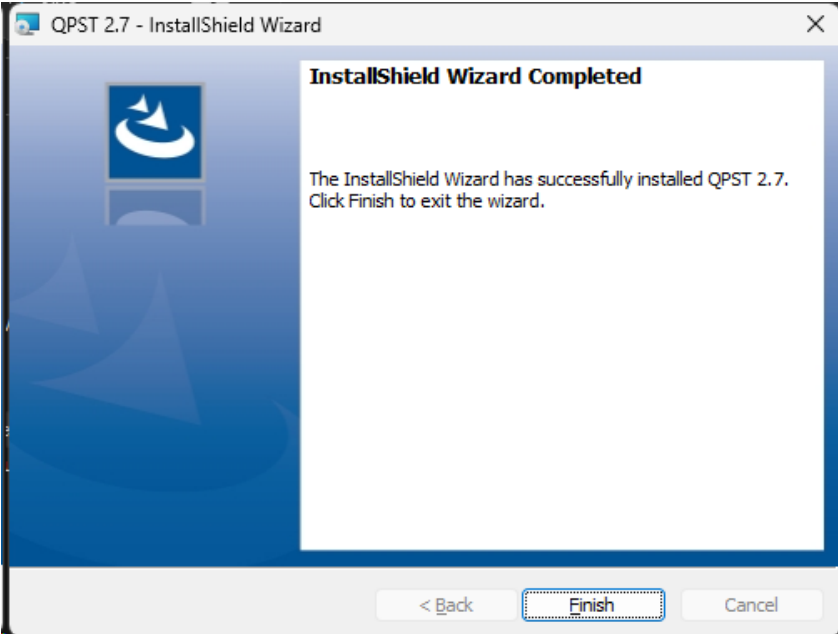 QPST 2.7 - InstallShield Wizard
InstallShield Wizard Completed
The InstallShield Wizard has successfully installed QPST 2.7.
Click Finish to exit the wizard.
< Back
Finish
Cancel